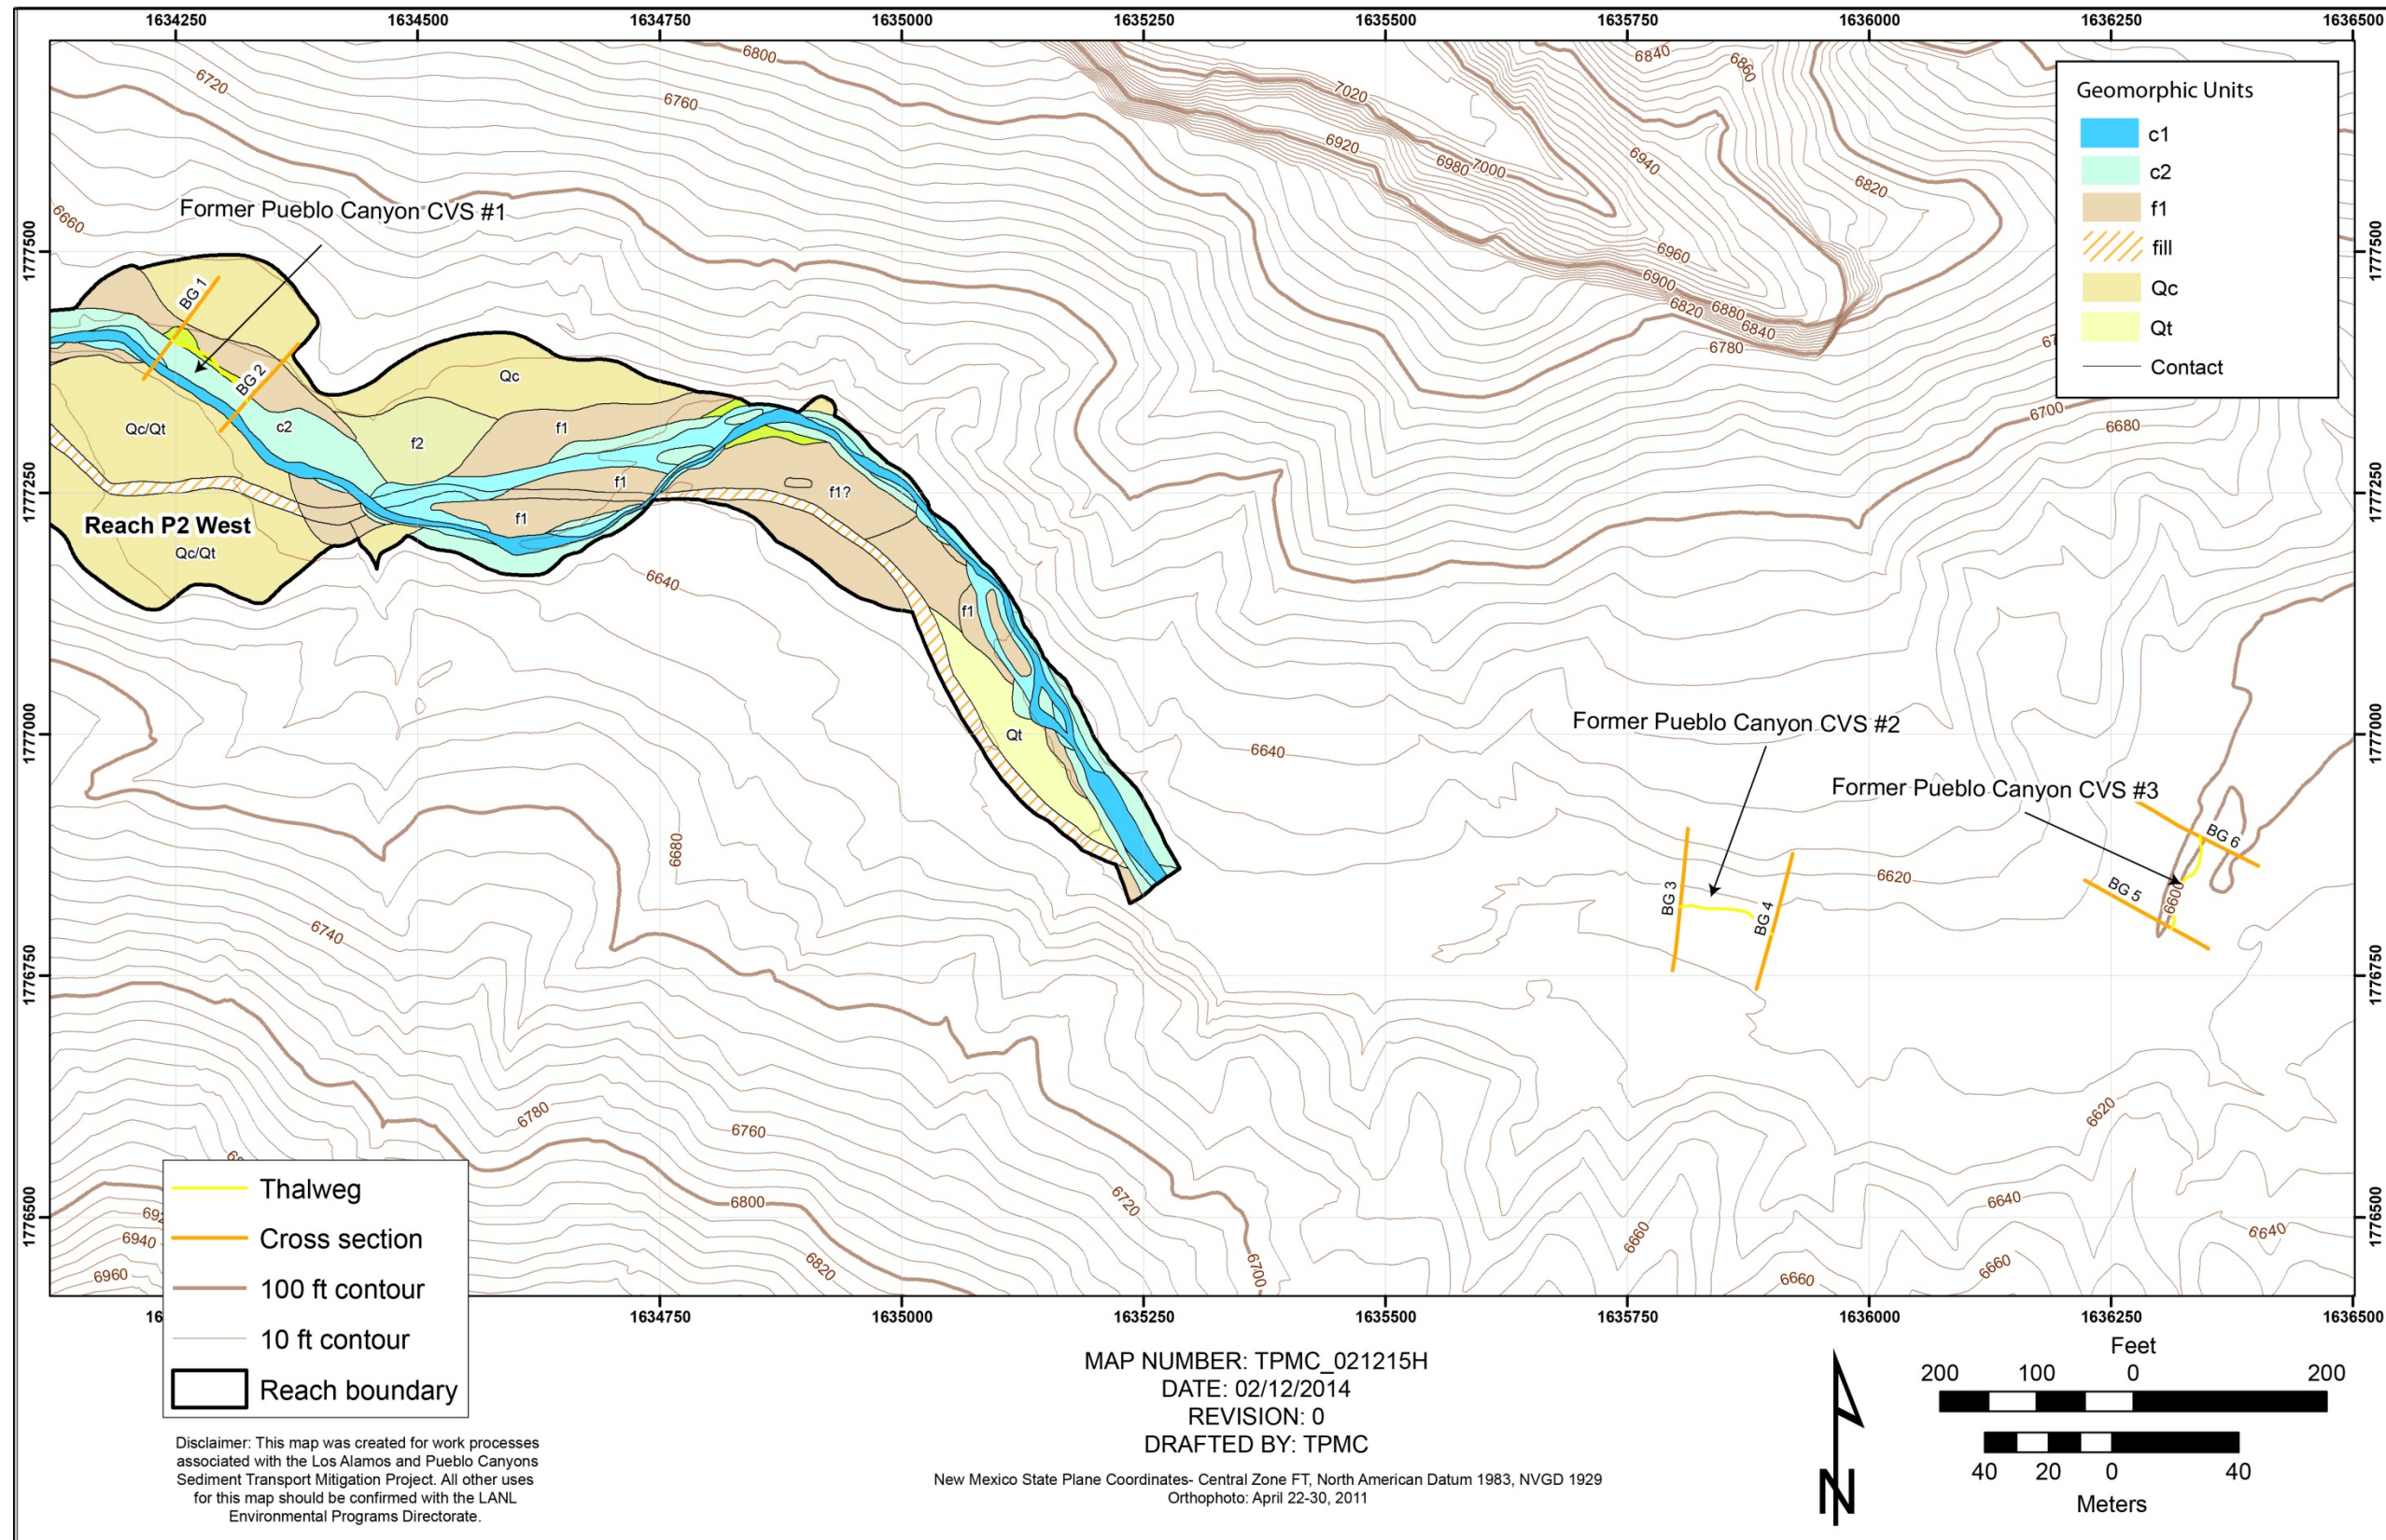 1634250 1634500 1634750 1635000 1635250 1635500 1635750 1636000 1636250 1636500
6800
6840
6860
6720
6760
7020
6920
6980
7000
6940
6820
6660
Former Pueblo Canyon CVS #1
Geomorphic Units
c1
c2
f1
fill
Qc
Qt
Contact
1777500
1777500
6960
6900
6820
6880
6840
6780
BG 1
BG 2
Qc
6700
6680
Qc/Qt
c2
f2
f1
1777250
1777250
f1
f1?
f1
Reach P2 West
Qc/Qt
6640
f1
1777000
1777000
Qt
6640
Former Pueblo Canyon CVS #2
Former Pueblo Canyon CVS #3
6680
BG 6
6620
BG 3
BG 4
BG 5
6600
6740
1776750
1776750
6780
6760
6620
6800
6720
6640
6640
1776500
1776500
6940
6960
6820
6700
6660
6660
6660
Thalweg
Cross section
100 ft contour
10 ft contour
Reach boundary
1634750 1635000 1635250 1635500 1635750 1636000 1636250 1636500
MAP NUMBER: TPMC_021215H
DATE: 02/12/2014
REVISION: 0
DRAFTED BY: TPMC
New Mexico State Plane Coordinates- Central Zone FT, North American Datum 1983, NVGD 1929
Orthophoto: April 22-30, 2011
Disclaimer: This map was created for work processes
associated with the Los Alamos and Pueblo Canyons
Sediment Transport Mitigation Project. All other uses
for this map should be confirmed with the LANL
Environmental Programs Directorate.
N
Feet
200 100 0 200
40 20 0 40
Meters